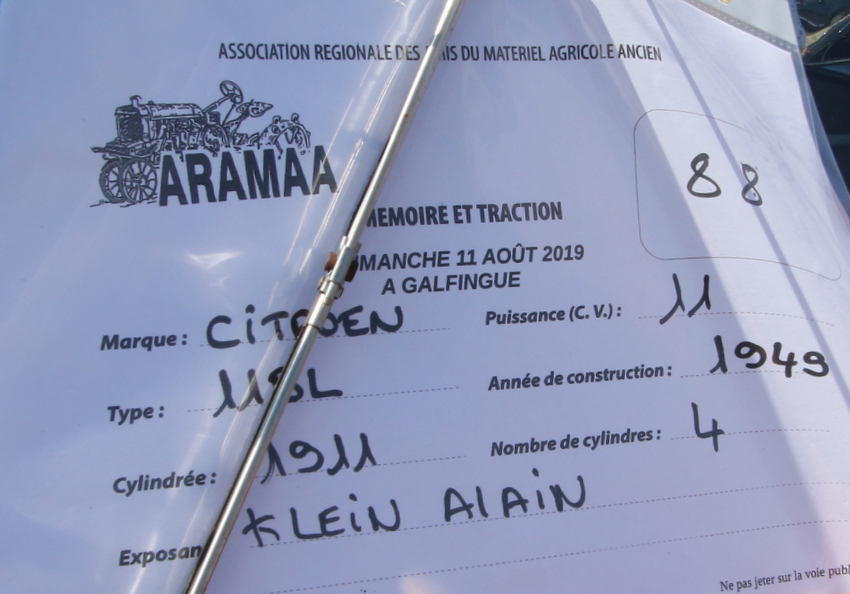 ASSOCIATION REGIONALE DES AMIS DU MATERIEL AGRICOLE ANCIEN
ARAMAA
88
MEMOIRE ET TRACTION
DIMANCHE 11 AOÛT 2019
A GALFINGUE
Marque : CITROEN
Puissance (C. V.) : 11
Type : 11BL
Année de construction : 1949
Cylindrée : 1911
Nombre de cylindres : 4
Exposan KLEIN ALAIN
Ne pas jeter sur la voie publ